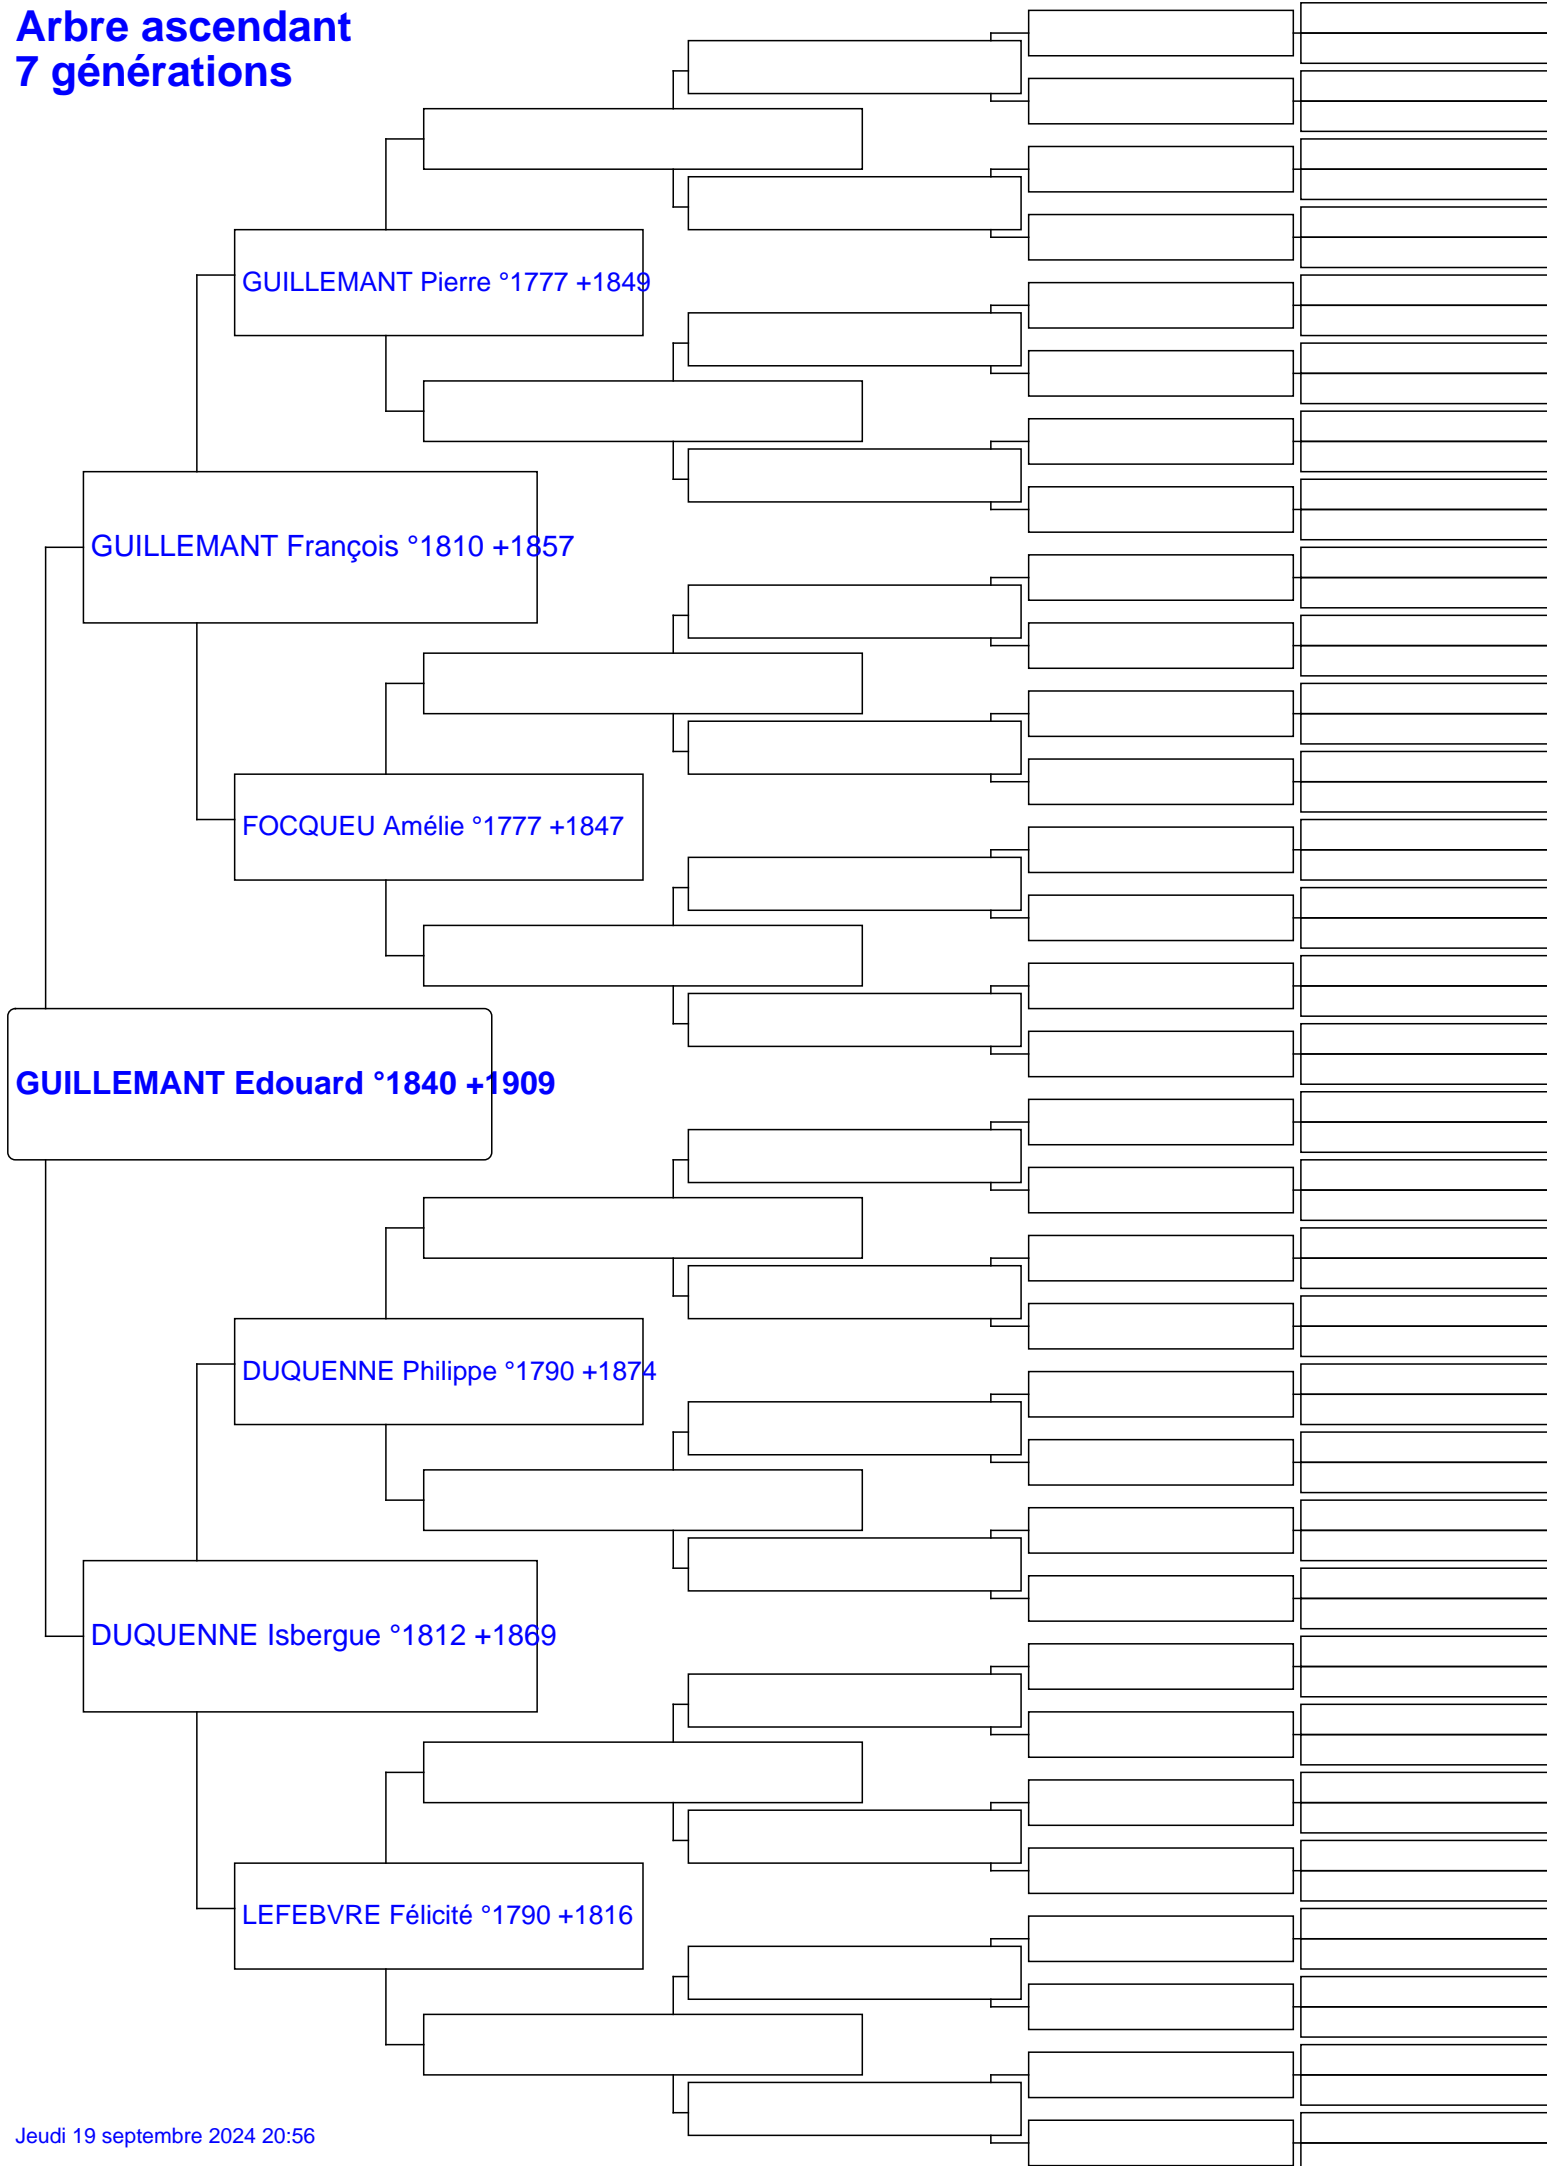 Arbre ascendant
7 générations
GUILLEMANT Pierre °1777 +1849
GUILLEMANT François °1810 +1857
FOCQUEU Amélie °1777 +1847
GUILLEMANT Edouard °1840 +1909
DUQUENNE Philippe °1790 +1874
DUQUENNE Isbergue °1812 +1869
LEFEBVRE Félicité °1790 +1816
Jeudi 19 septembre 2024 20:56